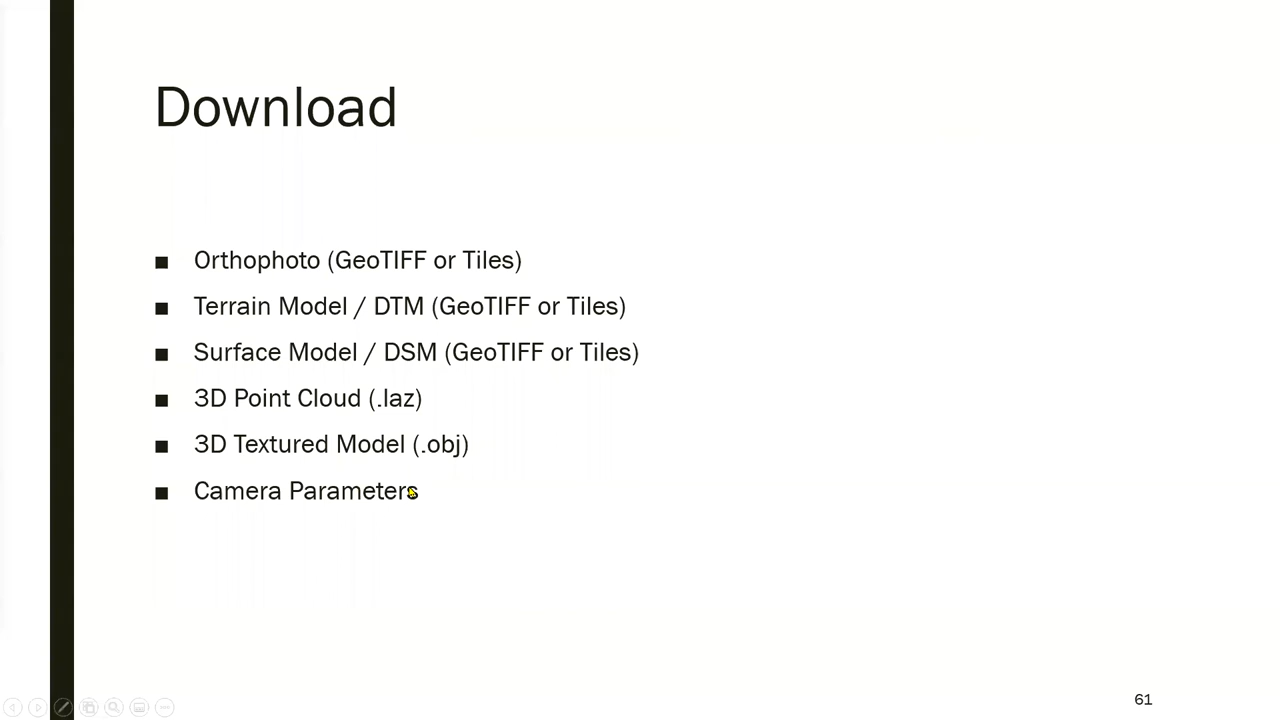 Download
■ Orthophoto (GeoTIFF or Tiles)
■ Terrain Model / DTM (GeoTIFF or Tiles)
■ Surface Model / DSM (GeoTIFF or Tiles)
■ 3D Point Cloud (.laz)
■ 3D Textured Model (.obj)
■ Camera Parameters
61